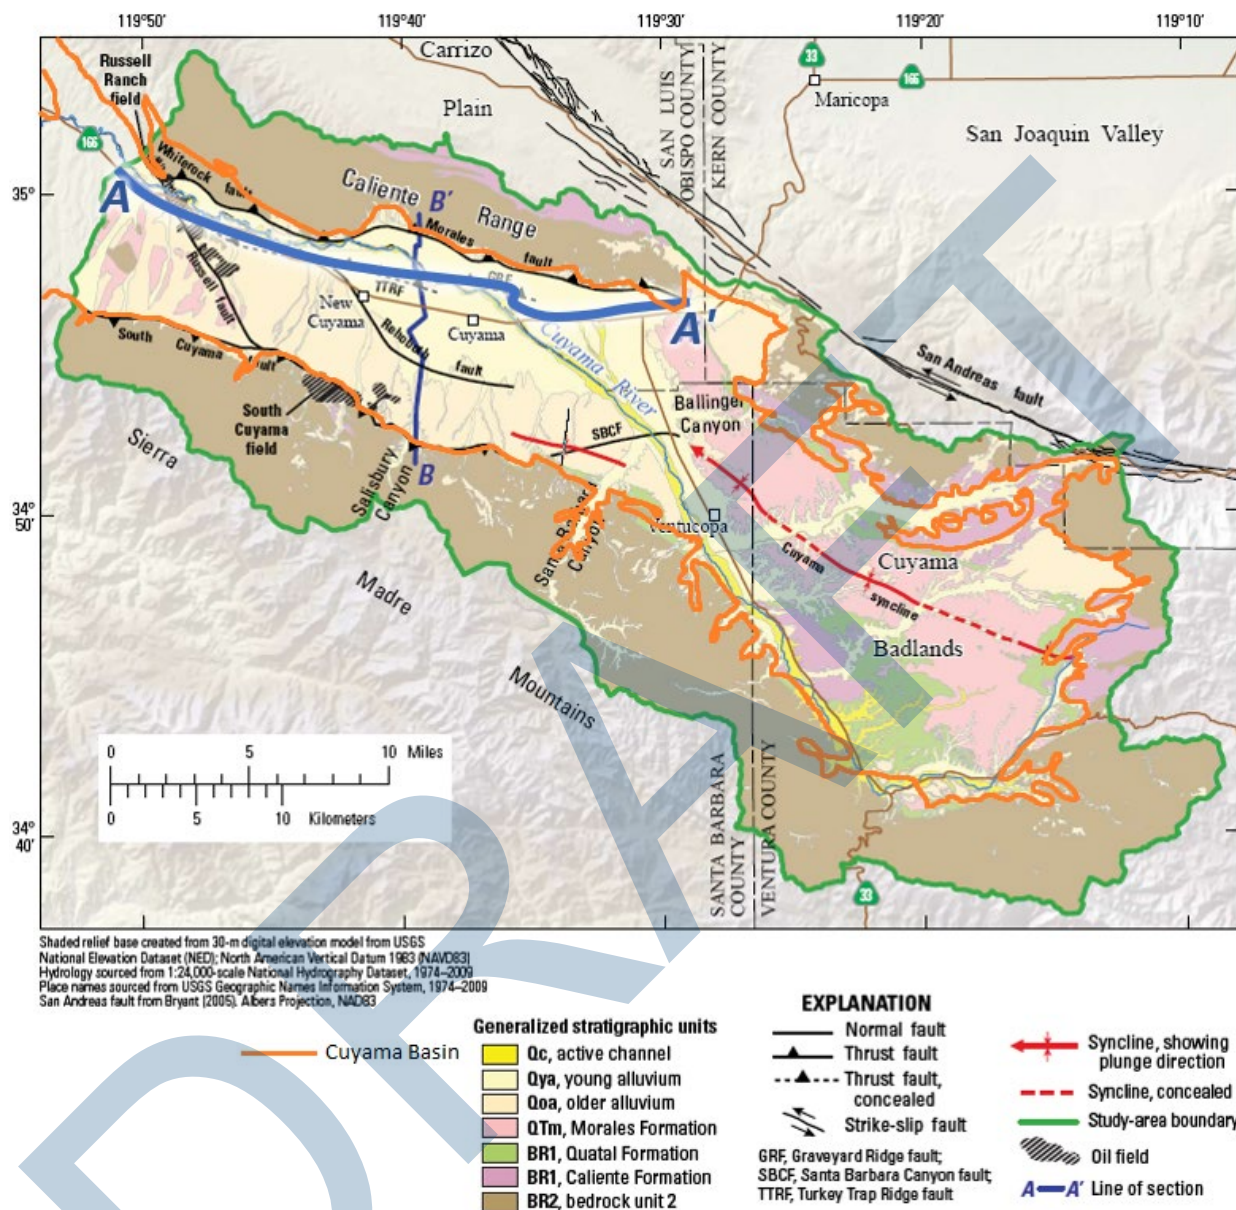 119°50'
119°40'
119°30'
119°20'
119°10'
Carrizo
Plain
Russell
Ranch
field
33
166
Maricopa
San Joaquin Valley
SAN LUIS
OBISPO COUNTY
KERN COUNTY
166
Whiterock fault
35°
A
Caliente
Range
B'
Morales fault
GRF
TTRF
Russell fault
New
Cuyama
Cuyama
A'
Cuyama River
Rehoboth fault
San Andreas fault
South Cuyama fault
Ballinger
Canyon
South
Cuyama
field
SBCF
Sierra
Salisbury
Canyon
B
34°
50'
Santa Barbara
Canyon
Ventucopa
Cuyama
syncline
Cuyama
Badlands
Madre
Mountains
0 5 10 Miles
0 5 10 Kilometers
SANTA BARBARA
COUNTY
VENTURA COUNTY
34°
40'
33
DRAFT
Shaded relief base created from 30-m digital elevation model from USGS
National Elevation Dataset (NED); North American Vertical Datum 1983 (NAVD83)
Hydrology sourced from 1:24,000-scale National Hydrography Dataset, 1974–2009
Place names sourced from USGS Geographic Names Information System, 1974–2009
San Andreas fault from Bryant (2005). Albers Projection, NAD83
Cuyama Basin
Generalized stratigraphic units
Qc, active channel
Qya, young alluvium
Qoa, older alluvium
QTm, Morales Formation
BR1, Quatal Formation
BR1, Caliente Formation
BR2, bedrock unit 2
EXPLANATION
Normal fault
Thrust fault
Thrust fault,
concealed
Strike-slip fault
GRF, Graveyard Ridge fault;
SBCF, Santa Barbara Canyon fault;
TTRF, Turkey Trap Ridge fault
Syncline, showing
plunge direction
Syncline, concealed
Study-area boundary
Oil field
A A' Line of section